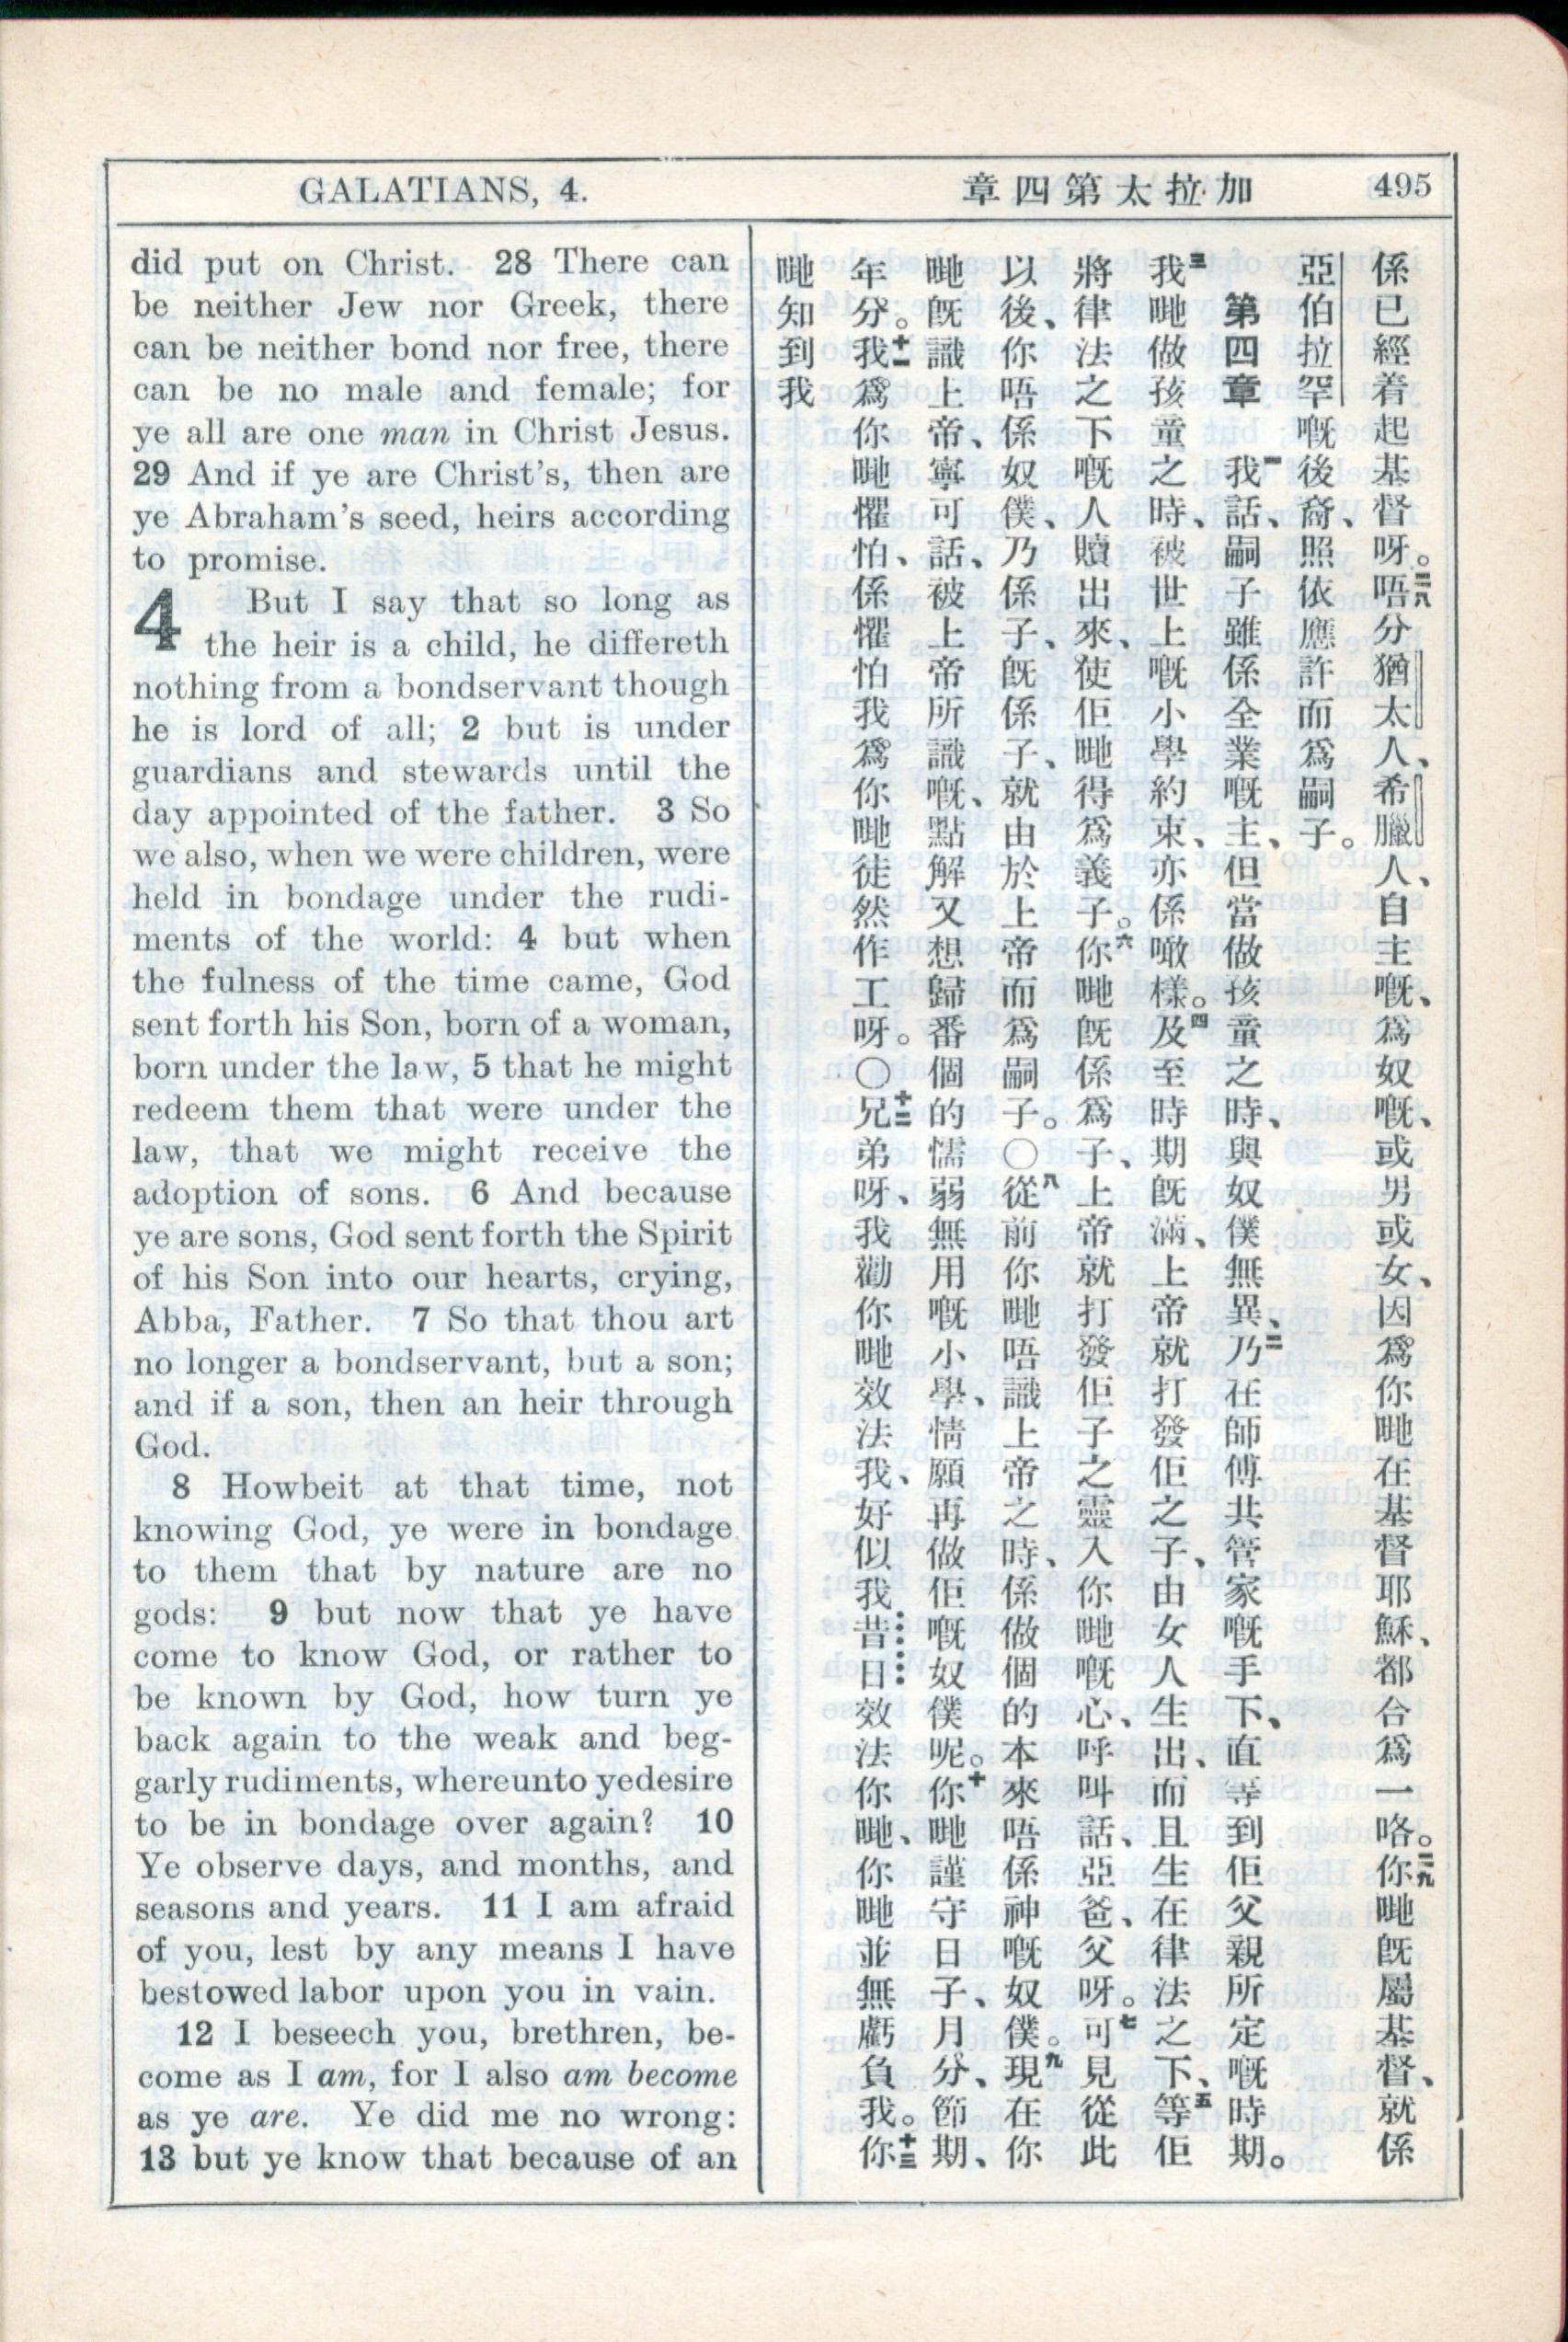 GALATIANS, 4.
加拉太第四章
495
did put on Christ. 28 There can
be neither Jew nor Greek, there
can be neither bond nor free, there
can be no male and female; for
ye all are one man in Christ Jesus.
29 And if ye are Christ's, then are
ye Abraham's seed, heirs according
to promise.
4 But I say that so long as
the heir is a child, he differeth
nothing from a bondservant though
he is lord of all; 2 but is under
guardians and stewards until the
day appointed of the father. 3 So
we also, when we were children, were
held in bondage under the rudi-
ments of the world: 4 but when
the fulness of the time came, God
sent forth his Son, born of a woman,
born under the law, 5 that he might
redeem them that were under the
law, that we might receive the
adoption of sons. 6 And because
ye are sons, God sent forth the Spirit
of his Son into our hearts, crying,
Abba, Father. 7 So that thou art
no longer a bondservant, but a son;
and if a son, then an heir through
God.
8 Howbeit at that time, not
knowing God, ye were in bondage
to them that by nature are no
gods: 9 but now that ye have
come to know God, or rather to
be known by God, how turn ye
back again to the weak and beg-
garly rudiments, whereunto yedesire
to be in bondage over again? 10
Ye observe days, and months, and
seasons and years. 11 I am afraid
of you, lest by any means I have
bestowed labor upon you in vain.
12 I beseech you, brethren, be-
come as I am, for I also am become
as ye are. Ye did me no wrong:
13 but ye know that because of an
係已經着起基督呀。二八唔分猶太人、希臘人、自主嘅、爲奴嘅、或男或女、因爲你哋在基督耶穌、都合爲一咯。二九你哋旣屬基督、就係
亞伯拉罕嘅後裔、照依應許而爲嗣子。
第四章 一我話、嗣子雖係全業嘅主、但當做孩童之時、與奴僕無異、二乃在師傅共管家嘅手下、直等到佢父親所定嘅時期。
三我哋做孩童之時、被世上嘅小學約束、亦係噉樣。四及至時期旣滿、上帝就打發佢之子、由女人生出、而且生在律法之下、五等佢
將律法之下嘅人贖出來、使佢哋得爲義子。六你哋旣係爲子、上帝就打發佢子之靈入你哋嘅心、呼叫話、亞爸、父呀。七可見從此
以後、你唔係奴僕、乃係子、旣係子、就由於上帝而爲嗣子。〇八從前你哋唔識上帝之時、係做個的本來唔係神嘅奴僕。九現在你
哋旣識上帝、寧可話、被上帝所識嘅、點解又想歸番個的懦弱無用嘅小學、情願再做佢嘅奴僕呢。十你哋謹守日子、月分、節期、
年分。十一我爲你哋懼怕、係懼怕我爲你哋徒然作工呀。〇十二兄弟呀、我勸你哋效法我、好似我昔日效法你哋、你哋並無虧負我。十三你
哋知到我